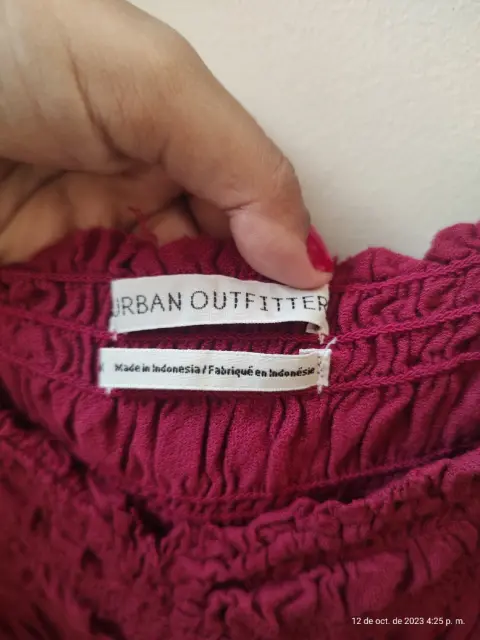 URBAN OUTFITTER
Made in Indonesia / Fabriqué en Indonésie
12 de oct. de 2023 4:25 p. m.